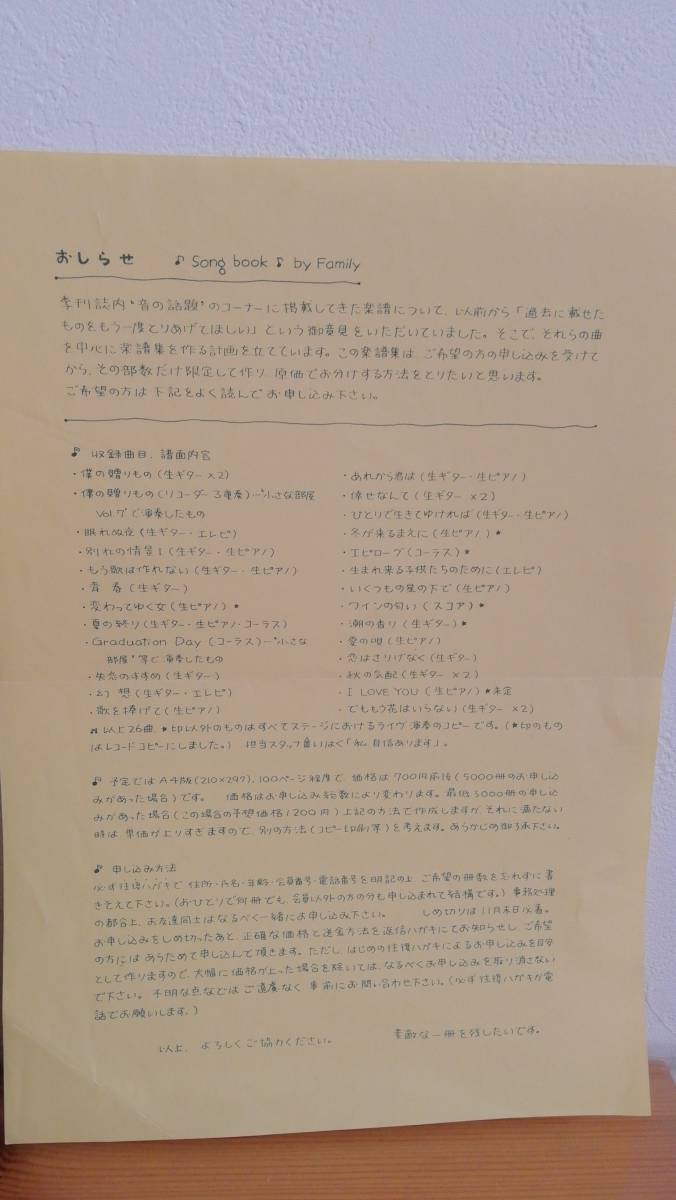 おしらせ ♪ Song book ♪ by Family
季刊誌内“音の話題”のコーナーに掲載してきた楽譜について、以前から「過去に載せた
ものをもう一度とりあげてほしい」という御意見をいただいていました。そこで、それらの曲
を中心に楽譜集を作る計画を立てています。この楽譜集は、ご希望の方の申し込みを受けて
から、その部数だけ限定して作り、原価でお分けする方法をとりたいと思います。
ご希望の方は下記をよく読んでお申し込み下さい。
♪ 収録曲目、譜面内容
・僕の贈りもの(生ギター×2)
・僕の贈りもの(リコーダー3重奏)…“小さな部屋
Vol.7”で演奏したもの
・眠れぬ夜(生ギター・エレピ)
・別れの情景1(生ギター・生ピアノ)
・もう歌は作れない(生ギター・生ピアノ)
・青春(生ギター)
・変わってゆく女(生ピアノ)★
・夏の終り(生ギター・生ピアノ・コーラス)
・Graduation Day(コーラス)…“小さな
部屋”等で演奏したもの
・失恋のすすめ(生ギター)
・幻想(生ギター・エレピ)
・歌を捧げて(生ピアノ)
・あれから君は(生ギター・生ピアノ)
・倖せなんて(生ギター×2)
・ひとりで生きてゆければ(生ギター・生ピアノ)
・冬が来るまえに(生ピアノ)★
・エピローグ(コーラス)★
・生まれ来る子供たちのために(エレピ)
・いくつもの星の下で(生ピアノ)
・ワインの匂い(スコア)★
・潮の香り(生ギター)★
・愛の唄(生ピアノ)
・恋はさりげなく(生ギター)
・秋の気配(生ギター×2)
・I LOVE YOU(生ピアノ)★未定
・でももう花はいらない(生ギター×2)
♬ 以上26曲、★印以外のものはすべてステージにおけるライヴ演奏のコピーです。(★印のもの
はレコードコピーにしました。) 担当スタッフ曰く「私、自信あります」。
♪ 予定ではA4版(210×297)、100ページ程度で、価格は700円前後(5000冊のお申し込
みがあった場合)です。 価格はお申し込み総数により変わります。最低3000冊の申し込
みがあった場合(この場合の予想価格1200円)上記の方法で作成しますが、それに満たない
時は、単価が上りすぎますので、別の方法(コピー印刷等)を考えます。あらかじめ御了承下さい。
♪ 申し込み方法
必ず往復ハガキで、住所・氏名・年齢・会員番号・電話番号を明記の上、ご希望の冊数を忘れずに書
きそえて下さい。(おひとりで何冊でも、会員以外の方の分も申し込まれて結構です。)事務処理
の都合上、お友達同士はなるべく一緒にお申し込み下さい。 しめ切りは11月末日必着。
お申し込みをしめ切ったあと、正確な価格と送金方法を返信ハガキにてお知らせし、ご希望
の方にはあらためて申し込んで頂きます。ただし、はじめの往復ハガキによるお申し込みを目安
として作りますので、大幅に価格が上った場合を除いては、なるべくお申し込みを取り消さない
で下さい。不明な点などはご遠慮なく事前にお問い合わせ下さい。(必ず往復ハガキか電
話でお願いします。)
以上、よろしくご協力ください。 素敵な一冊を残したいです。